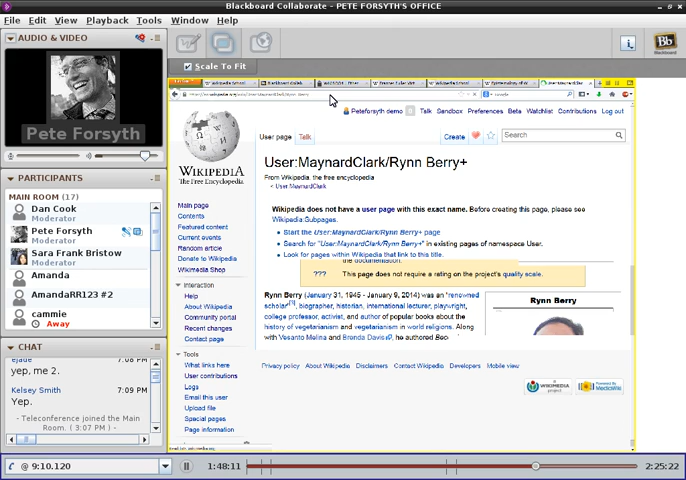 Blackboard Collaborate - PETE FORSYTH'S OFFICE
File Edit View Playback Tools Window Help
AUDIO & VIDEO
Pete Forsyth
PARTICIPANTS
MAIN ROOM (17)
Dan Cook
Moderator
Pete Forsyth
Moderator
Sara Frank Bristow
Moderator
Amanda
AmandaRR123 #2
cammie
Away
CHAT
ejade 7:08 PM
yep, me 2.
Kelsey Smith 7:09 PM
Yep.
- Teleconference joined the Main
Room. ( 3:07 PM ) -
Scale To Fit
i
Bb
Peteforsyth demo 0 Talk Sandbox Preferences Beta Watchlist Contributions Log out
User page Talk Create Search
WIKIPEDIA
The Free Encyclopedia
Main page
Contents
Featured content
Current events
Random article
Donate to Wikipedia
Wikimedia Shop
Interaction
Help
About Wikipedia
Community portal
Recent changes
Contact page
Tools
What links here
User contributions
Logs
Email this user
Upload file
Special pages
Page information
User:MaynardClark/Rynn Berry+
From Wikipedia, the free encyclopedia
< User:MaynardClark
Wikipedia does not have a user page with this exact name. Before creating this page, please see
Wikipedia:Subpages.
Start the User:MaynardClark/Rynn Berry+ page
Search for "User:MaynardClark/Rynn Berry+" in existing pages of namespace User.
Look for pages within Wikipedia that link to this title.
the documentation.
??? This page does not require a rating on the project's quality scale.
Rynn Berry (January 31, 1945 - January 9, 2014) was an "renowned
scholar"[1], biographer, historian, international lecturer, playwright,
college professor, activist, and author of popular books about the
history of vegetarianism and vegetarianism in world religions. Along
with Vesanto Melina and Brenda Davis, he authored
Rynn Berry
Privacy policy About Wikipedia Disclaimers Contact Wikipedia Developers Mobile view
WIKIMEDIA
project
MediaWiki
@ 9:10.120 1:48:11 2:25:22